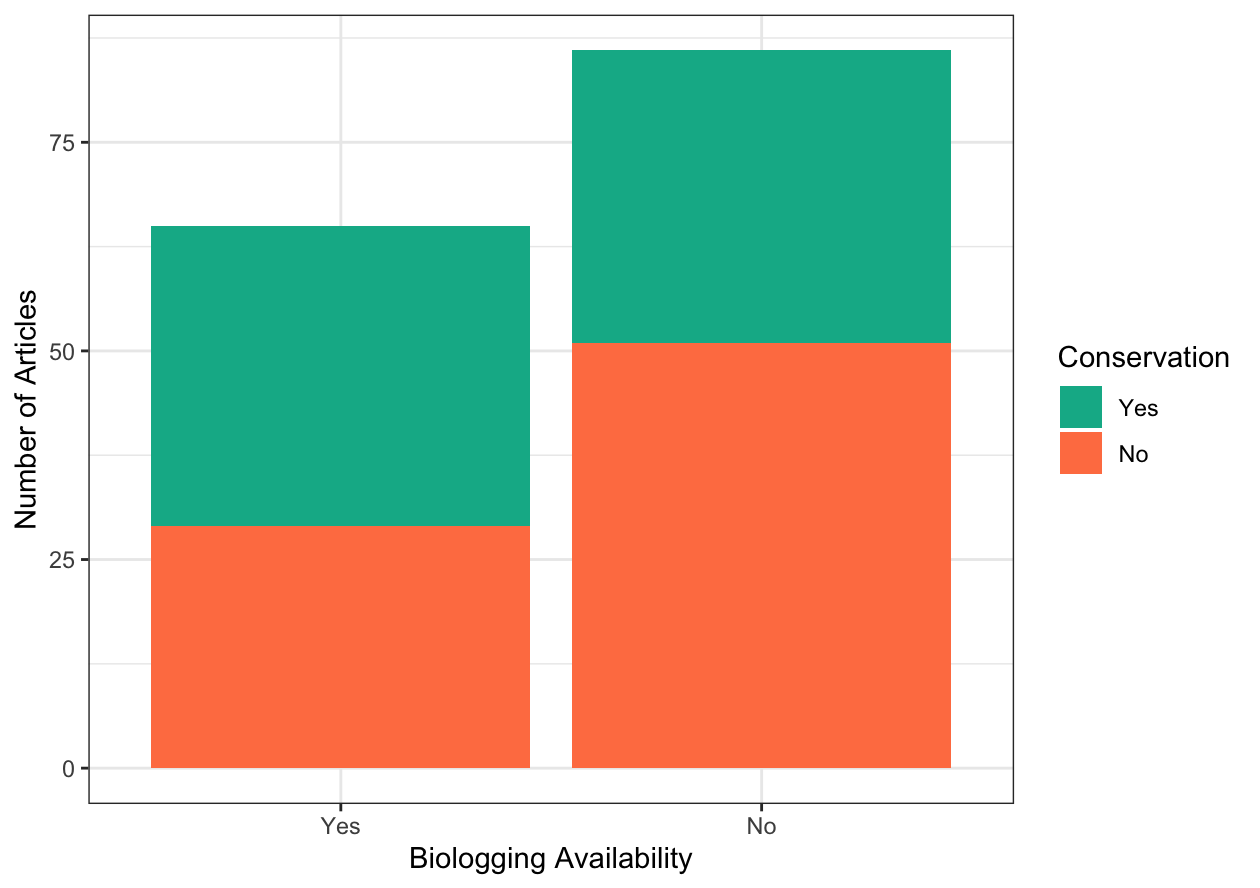 Number of Articles
75
50
25
0
Yes
No
Biologging Availability
Conservation
Yes
No